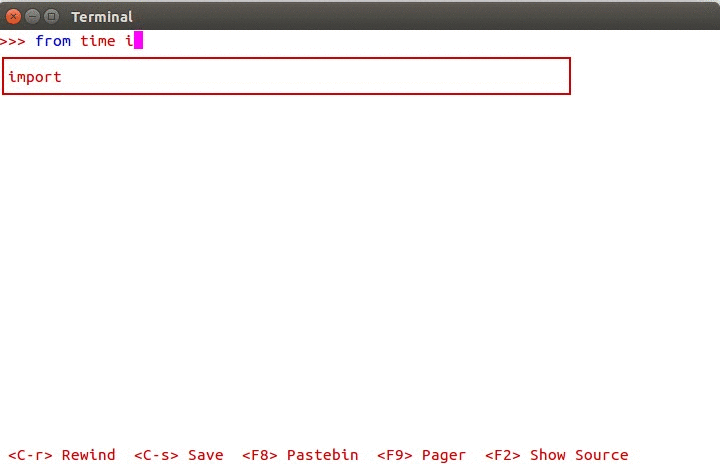 Terminal
>>> from time i
import
<C-r> Rewind  <C-s> Save  <F8> Pastebin  <F9> Pager  <F2> Show Source